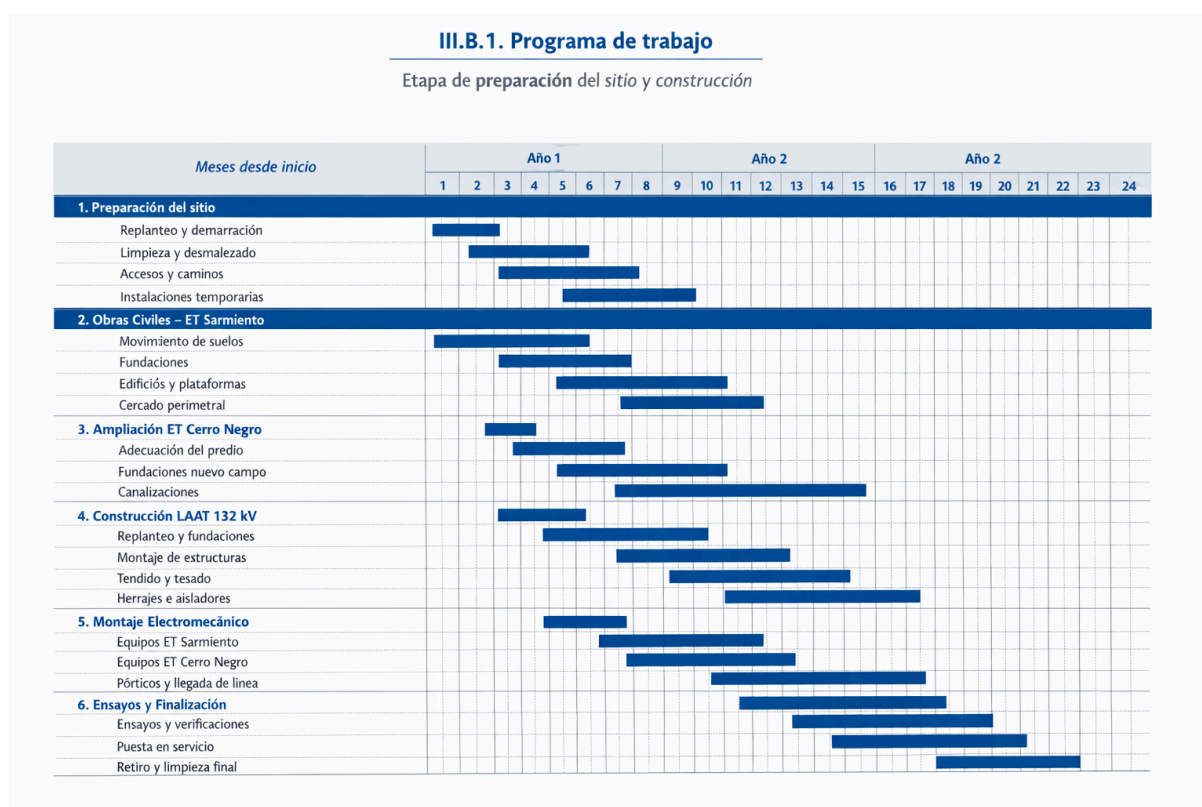 III.B.1. Programa de trabajo
Etapa de preparación del sitio y construcción
Meses desde inicio
Año 1 Año 2 Año 2
1 2 3 4 5 6 7 8 9 10 11 12 13 14 15 16 17 18 19 20 21 22 23 24
1. Preparación del sitio
Replanteo y demarración
Limpieza y desmalezado
Accesos y caminos
Instalaciones temporarias
2. Obras Civiles – ET Sarmiento
Movimiento de suelos
Fundaciones
Edifición y plataformas
Cercado perimetral
3. Ampliación ET Cerro Negro
Adecuación del predio
Fundaciones nuevo campo
Canalizaciones
4. Construcción LAAT 132 kV
Replanteo y fundaciones
Montaje de estructuras
Tendido y tesado
Herrajes e aisladores
5. Montaje Electromecănico
Equipos ET Sarmiento
Equipos ET Cerro Negro
Pórticos y llegada de linea
6. Ensayos y Finalización
Ensayos y verificaciones
Puesta en servicio
Retiro y limpieza final